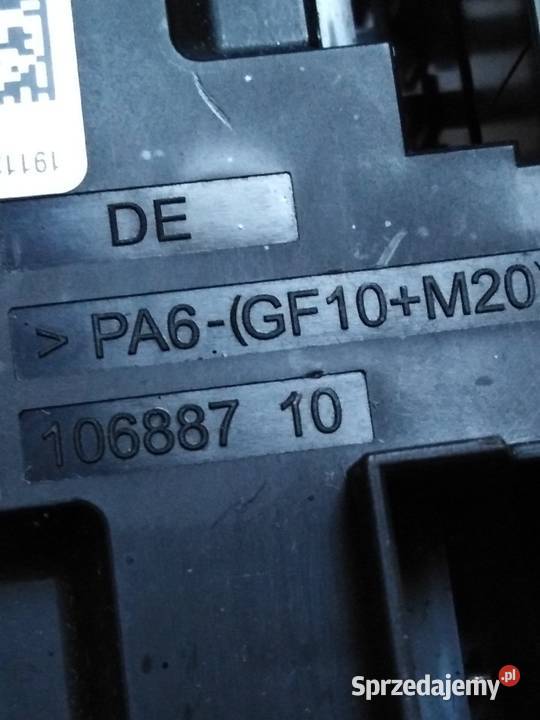 DE
> PA6-(GF10+M20)
106887 10
Sprzedajemy.pl